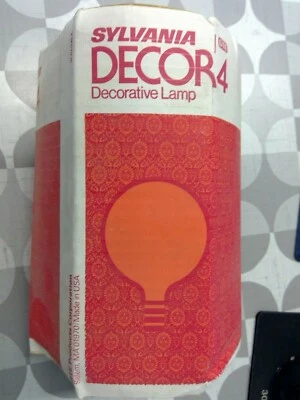 SYLVANIA
DECOR 4
Decorative Lamp
Salem, MA 01970 Made in USA